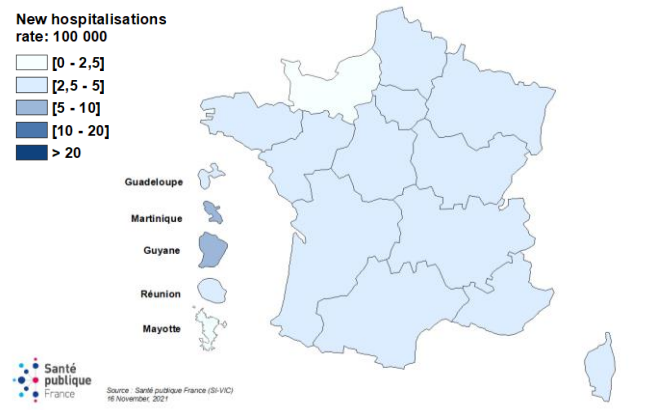 New hospitalisations
rate: 100 000
[0 - 2,5]
[2,5 - 5]
[5 - 10]
[10 - 20]
> 20
Guadeloupe
Martinique
Guyane
Réunion
Mayotte
Santé
publique
France
Source : Santé publique France (SI-VIC)
16 November, 2021